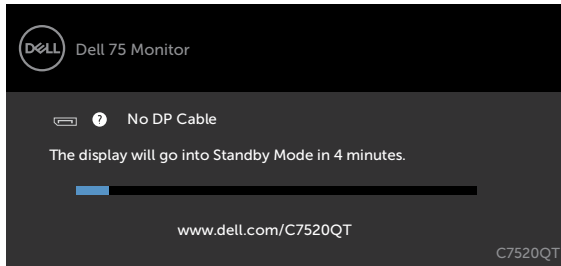 DELL
Dell 75 Monitor
? No DP Cable
The display will go into Standby Mode in 4 minutes.
www.dell.com/C7520QT
C7520QT